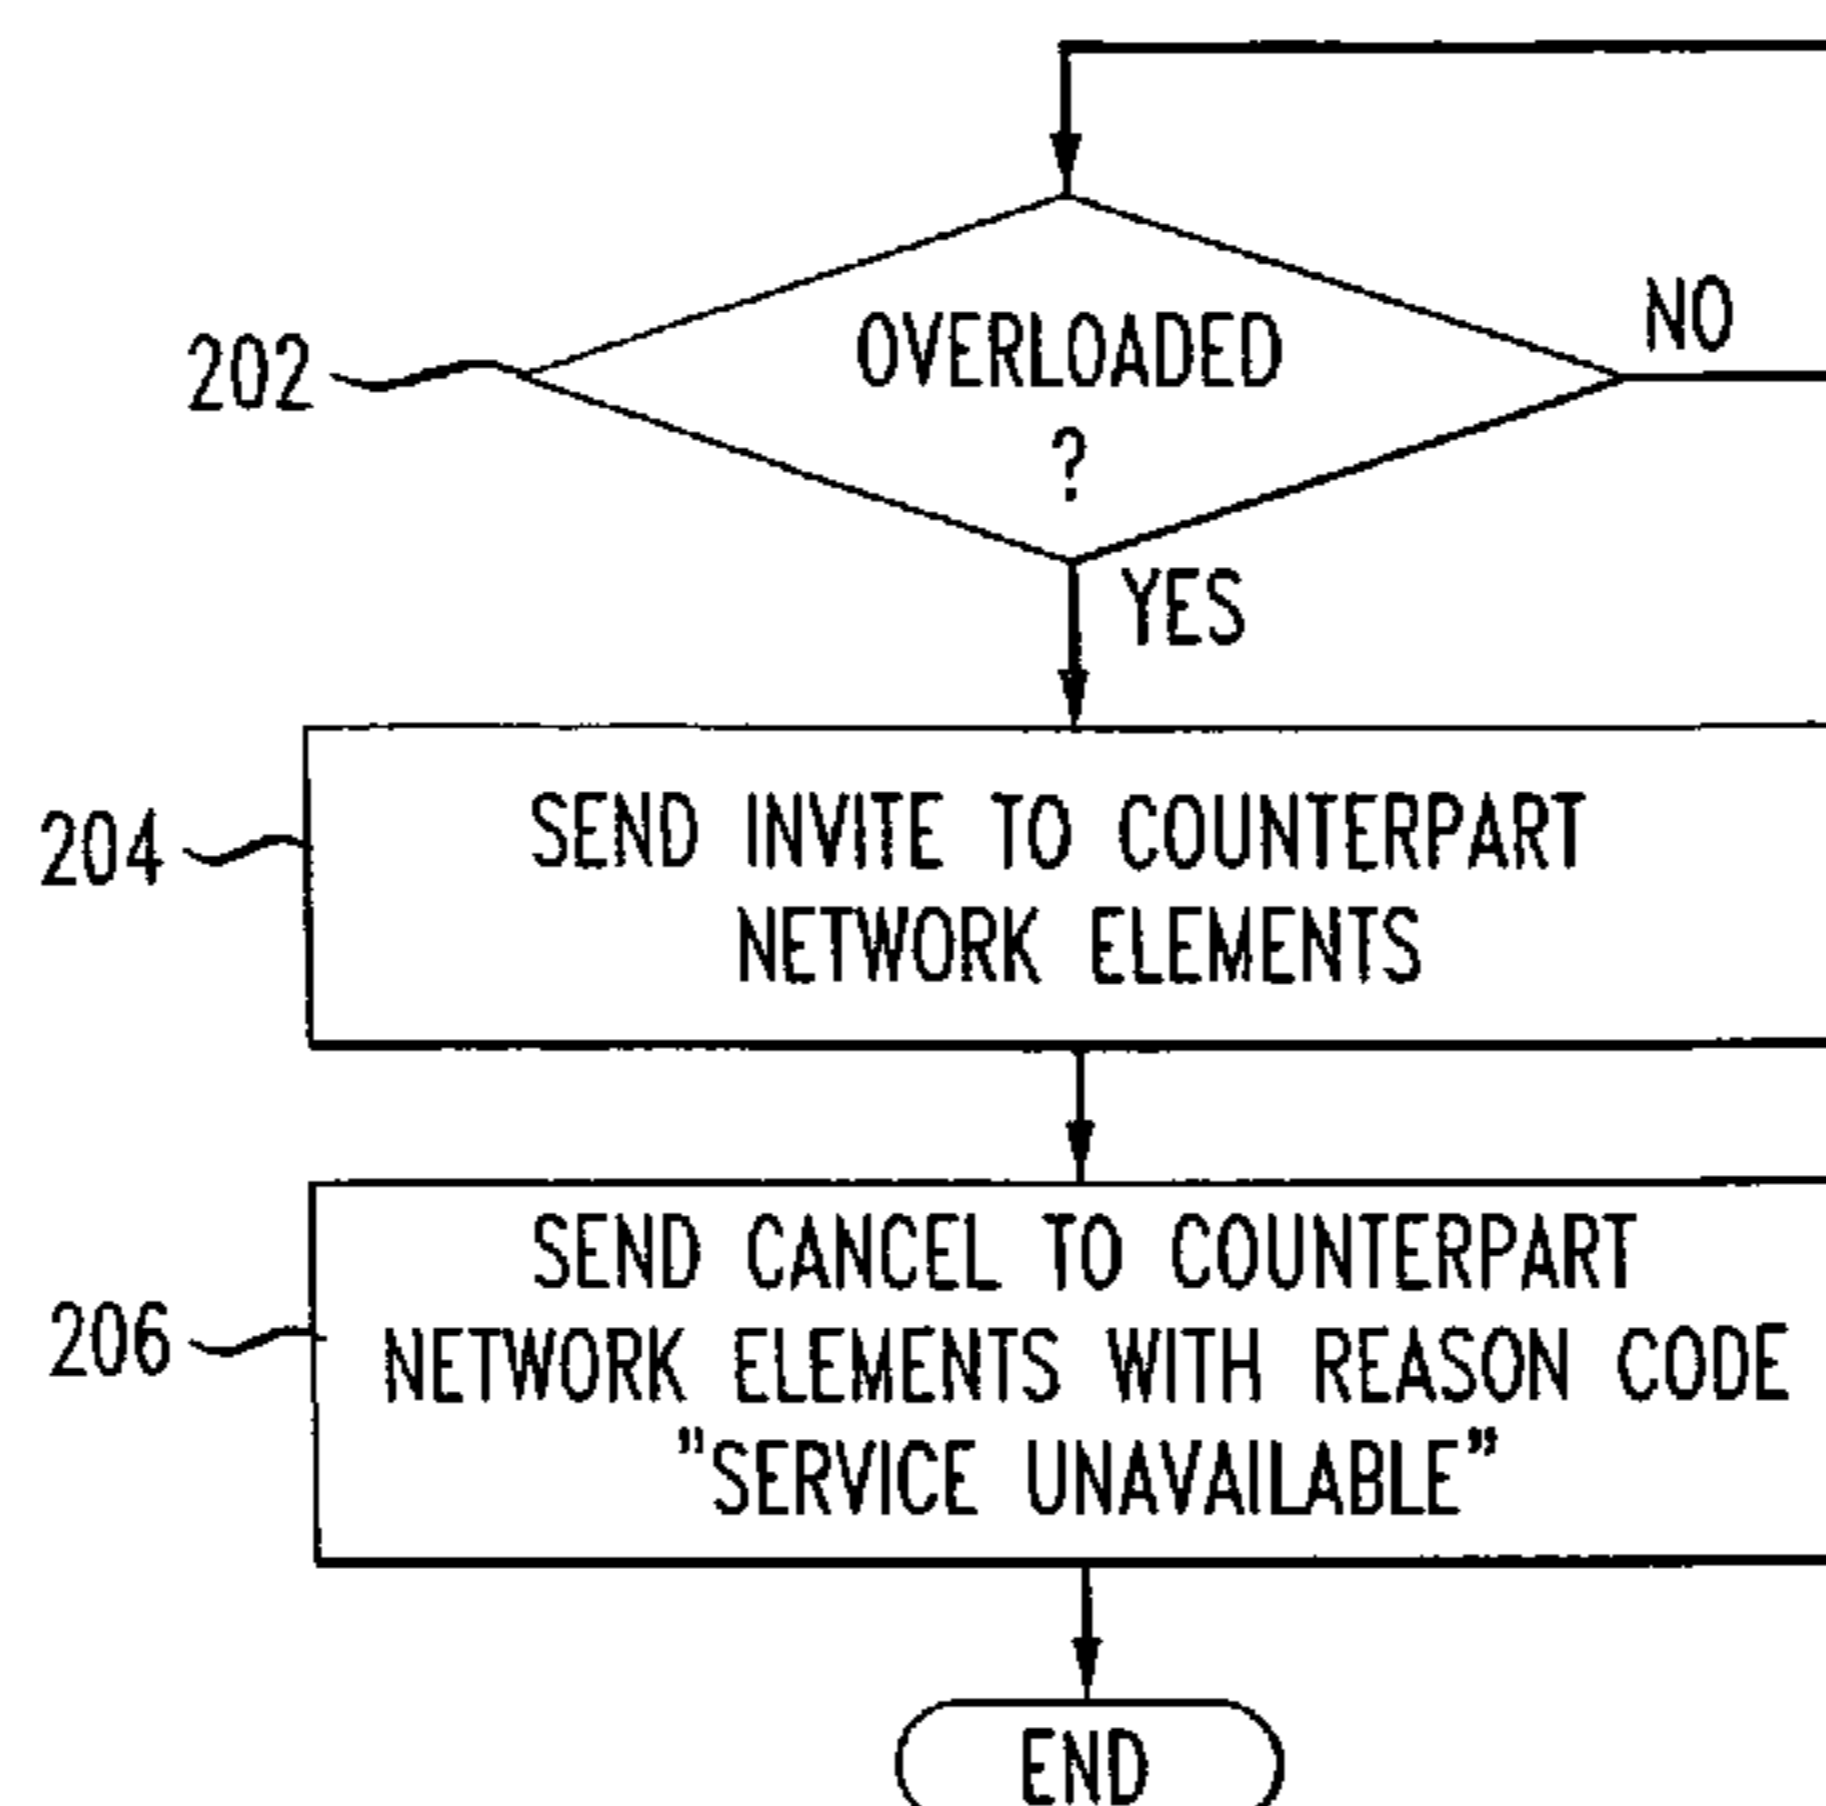 202
OVERLOADED
?
NO
YES
204
SEND INVITE TO COUNTERPART
NETWORK ELEMENTS
206
SEND CANCEL TO COUNTERPART
NETWORK ELEMENTS WITH REASON CODE
"SERVICE UNAVAILABLE"
END